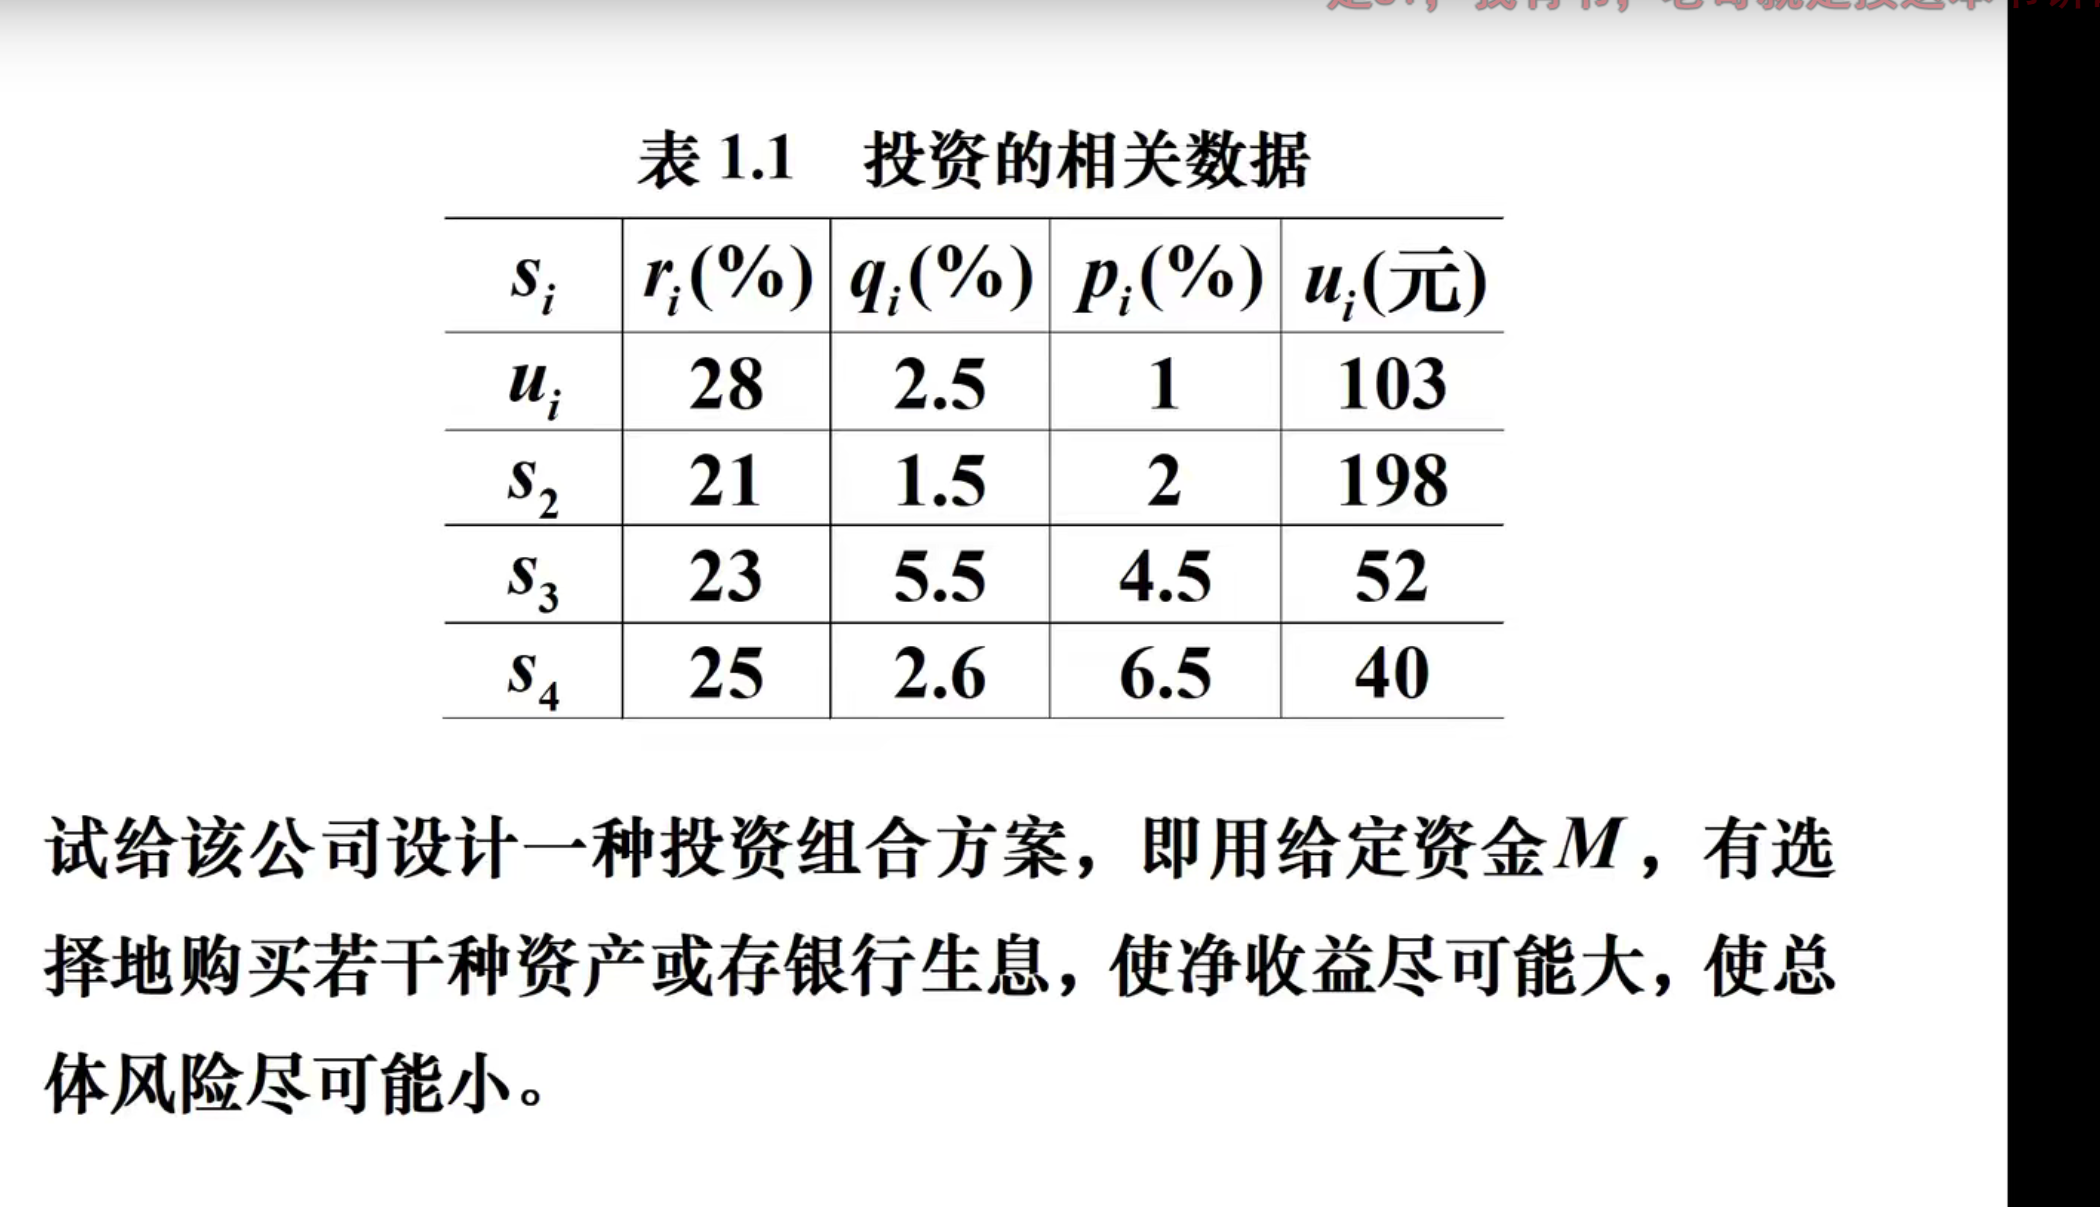 表 1.1 投资的相关数据
s_i r_i(%) q_i(%) p_i(%) u_i(元)
u_i 28 2.5 1 103
s_2 21 1.5 2 198
s_3 23 5.5 4.5 52
s_4 25 2.6 6.5 40
试给该公司设计一种投资组合方案，即用给定资金M，有选
择地购买若干种资产或存银行生息，使净收益尽可能大，使总
体风险尽可能小。